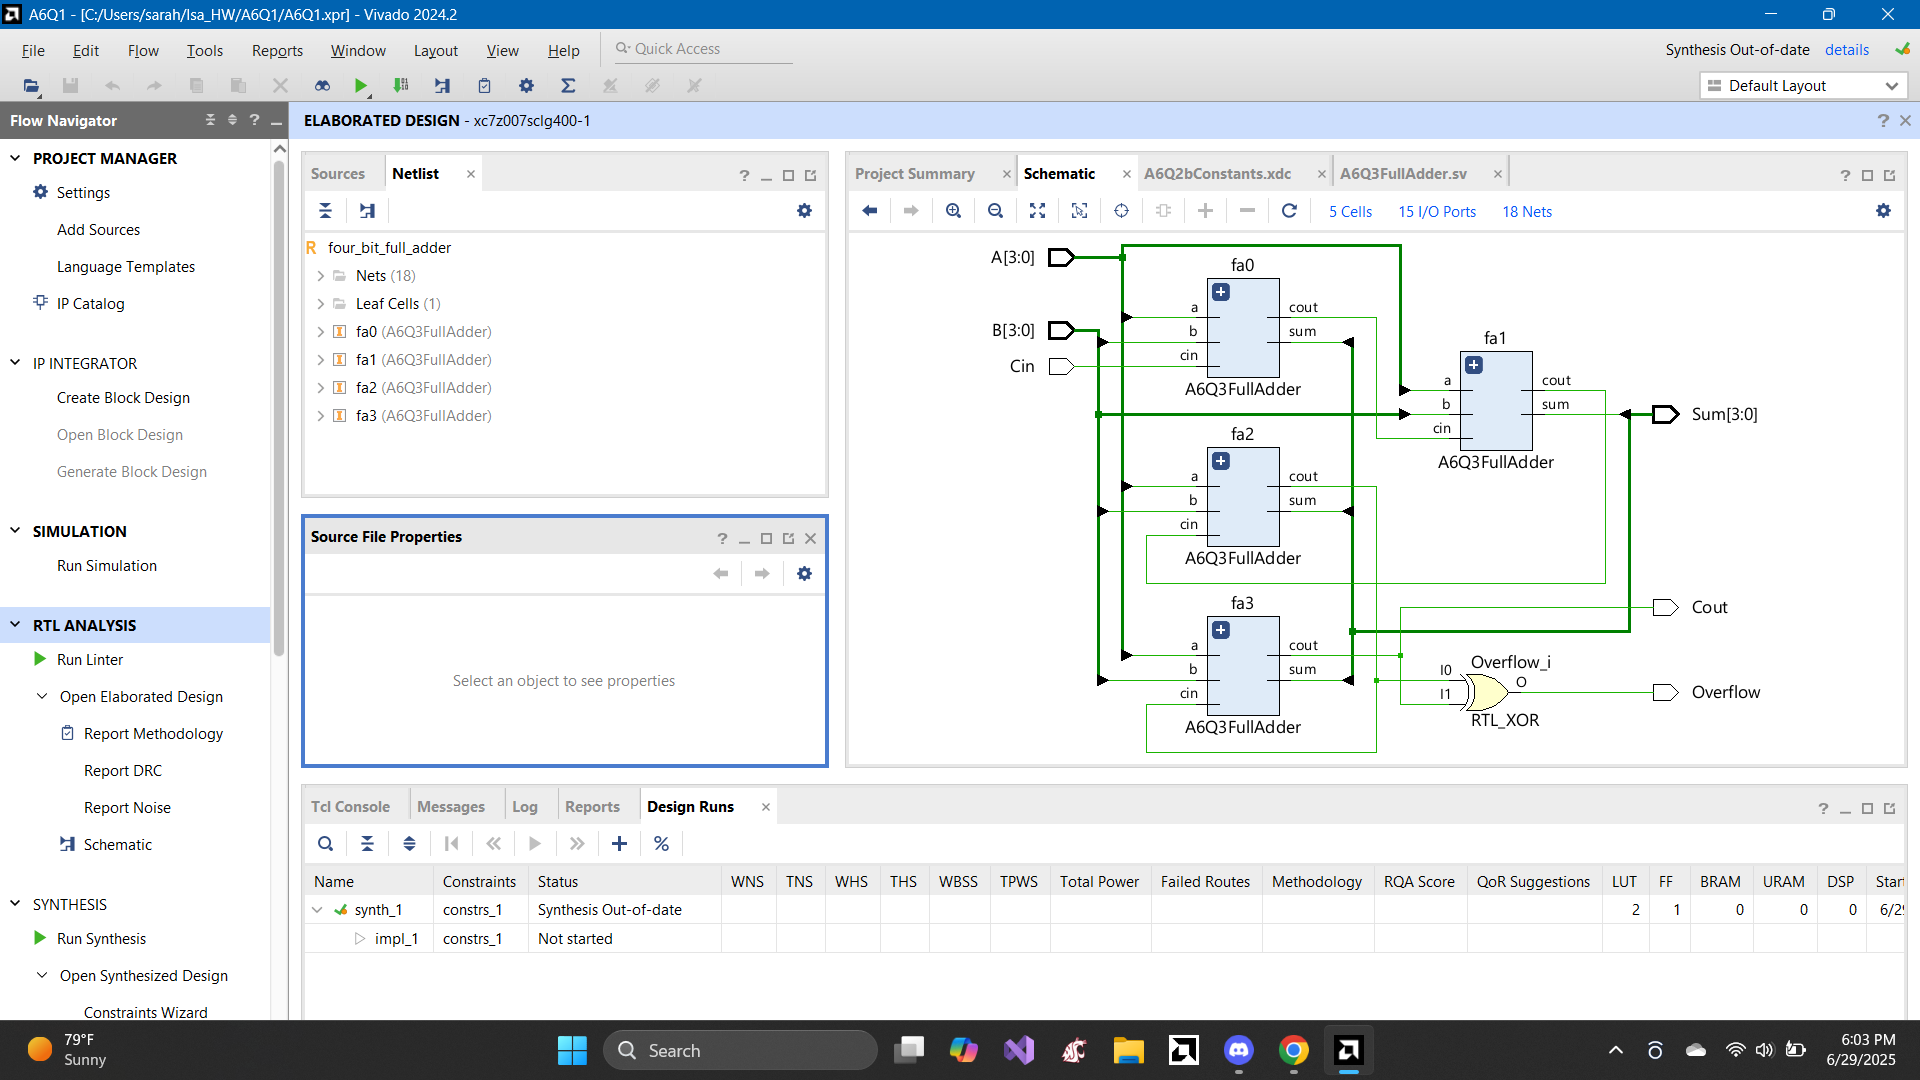 A6Q1 - [C:/Users/sarah/Isa_HW/A6Q1/A6Q1.xpr] - Vivado 2024.2
File Edit Flow Tools Reports Window Layout View Help
Quick Access
Synthesis Out-of-date details
Default Layout
Flow Navigator
PROJECT MANAGER
Settings
Add Sources
Language Templates
IP Catalog
IP INTEGRATOR
Create Block Design
Open Block Design
Generate Block Design
SIMULATION
Run Simulation
RTL ANALYSIS
Run Linter
Open Elaborated Design
Report Methodology
Report DRC
Report Noise
Schematic
SYNTHESIS
Run Synthesis
Open Synthesized Design
Constraints Wizard
ELABORATED DESIGN - xc7z007sclg400-1
Sources Netlist
four_bit_full_adder
Nets (18)
Leaf Cells (1)
fa0 (A6Q3FullAdder)
fa1 (A6Q3FullAdder)
fa2 (A6Q3FullAdder)
fa3 (A6Q3FullAdder)
Source File Properties
Select an object to see properties
Project Summary Schematic A6Q2bConstants.xdc A6Q3FullAdder.sv
5 Cells 15 I/O Ports 18 Nets
A[3:0]
B[3:0]
Cin
fa0
a
b
cin
cout
sum
A6Q3FullAdder
fa1
a
b
cin
cout
sum
A6Q3FullAdder
fa2
a
b
cin
cout
sum
A6Q3FullAdder
fa3
a
b
cin
cout
sum
A6Q3FullAdder
Overflow_i
I0
I1
O
RTL_XOR
Sum[3:0]
Cout
Overflow
Tcl Console Messages Log Reports Design Runs
Name Constraints Status WNS TNS WHS THS WBSS TPWS Total Power Failed Routes Methodology RQA Score QoR Suggestions LUT FF BRAM URAM DSP Start
synth_1 constrs_1 Synthesis Out-of-date 2 1 0 0 0 6/29
impl_1 constrs_1 Not started
79°F
Sunny
Search
6:03 PM
6/29/2025